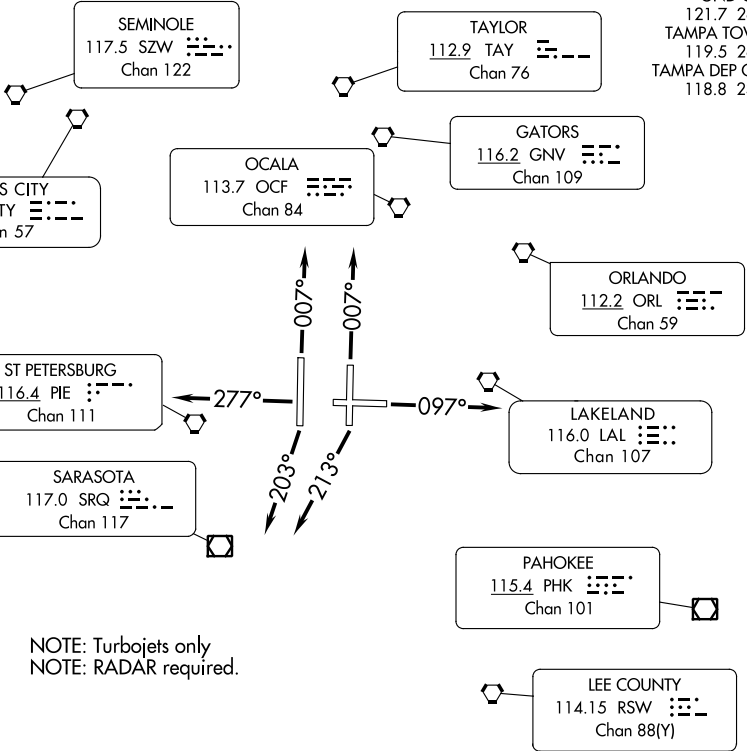 SEMINOLE
117.5 SZW
Chan 122
TAYLOR
112.9 TAY
Chan 76
121.7
TAMPA
119.5
TAMPA DEP
118.8
GATORS
116.2 GNV
Chan 109
OCALA
113.7 OCF
Chan 84
S CITY
TY
57
ORLANDO
112.2 ORL
Chan 59
007°
007°
ST PETERSBURG
116.4 PIE
Chan 111
277°
097°
LAKELAND
116.0 LAL
Chan 107
203°
213°
SARASOTA
117.0 SRQ
Chan 117
PAHOKEE
115.4 PHK
Chan 101
NOTE: Turbojets only
NOTE: RADAR required.
LEE COUNTY
114.15 RSW
Chan 88(Y)